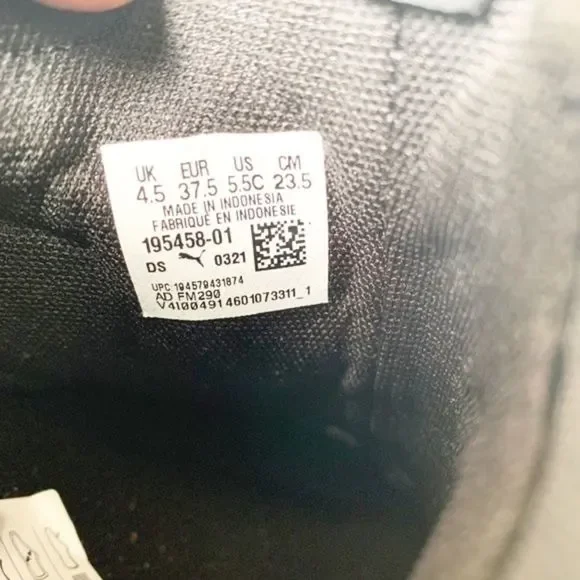 UK EUR US CM
4.5 37.5 5.5C 23.5
MADE IN INDONESIA
FABRIQUÉ EN INDONESIE
195458-01
DS 0321
UPC:194579431874
AD FM290
V4I004914601073311_1